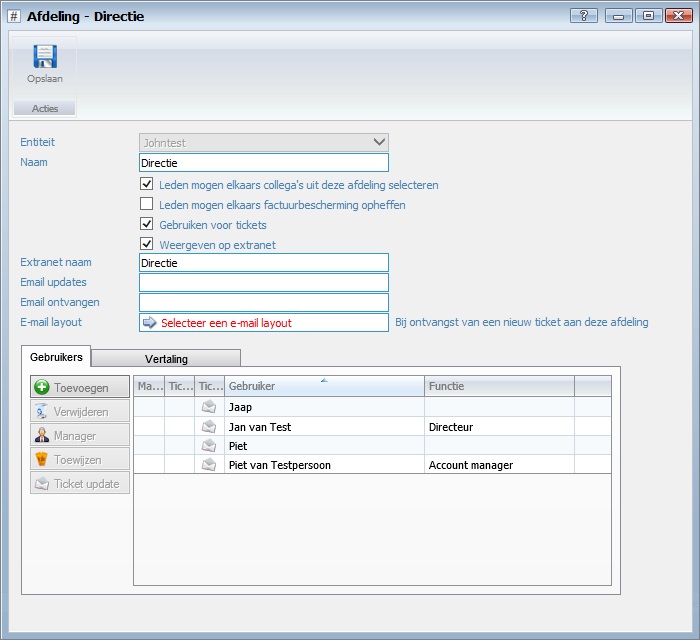 # Afdeling - Directie
?
Opslaan
Acties
Entiteit Johntest
Naam Directie
Leden mogen elkaars collega's uit deze afdeling selecteren
Leden mogen elkaars factuurbescherming opheffen
Gebruiken voor tickets
Weergeven op extranet
Extranet naam Directie
Email updates
Email ontvangen
E-mail layout Selecteer een e-mail layout Bij ontvangst van een nieuw ticket aan deze afdeling
Gebruikers Vertaling
Toevoegen
Verwijderen
Manager
Toewijzen
Ticket update
Ma... Tic... Tic... Gebruiker Functie
Jaap
Jan van Test Directeur
Piet
Piet van Testpersoon Account manager